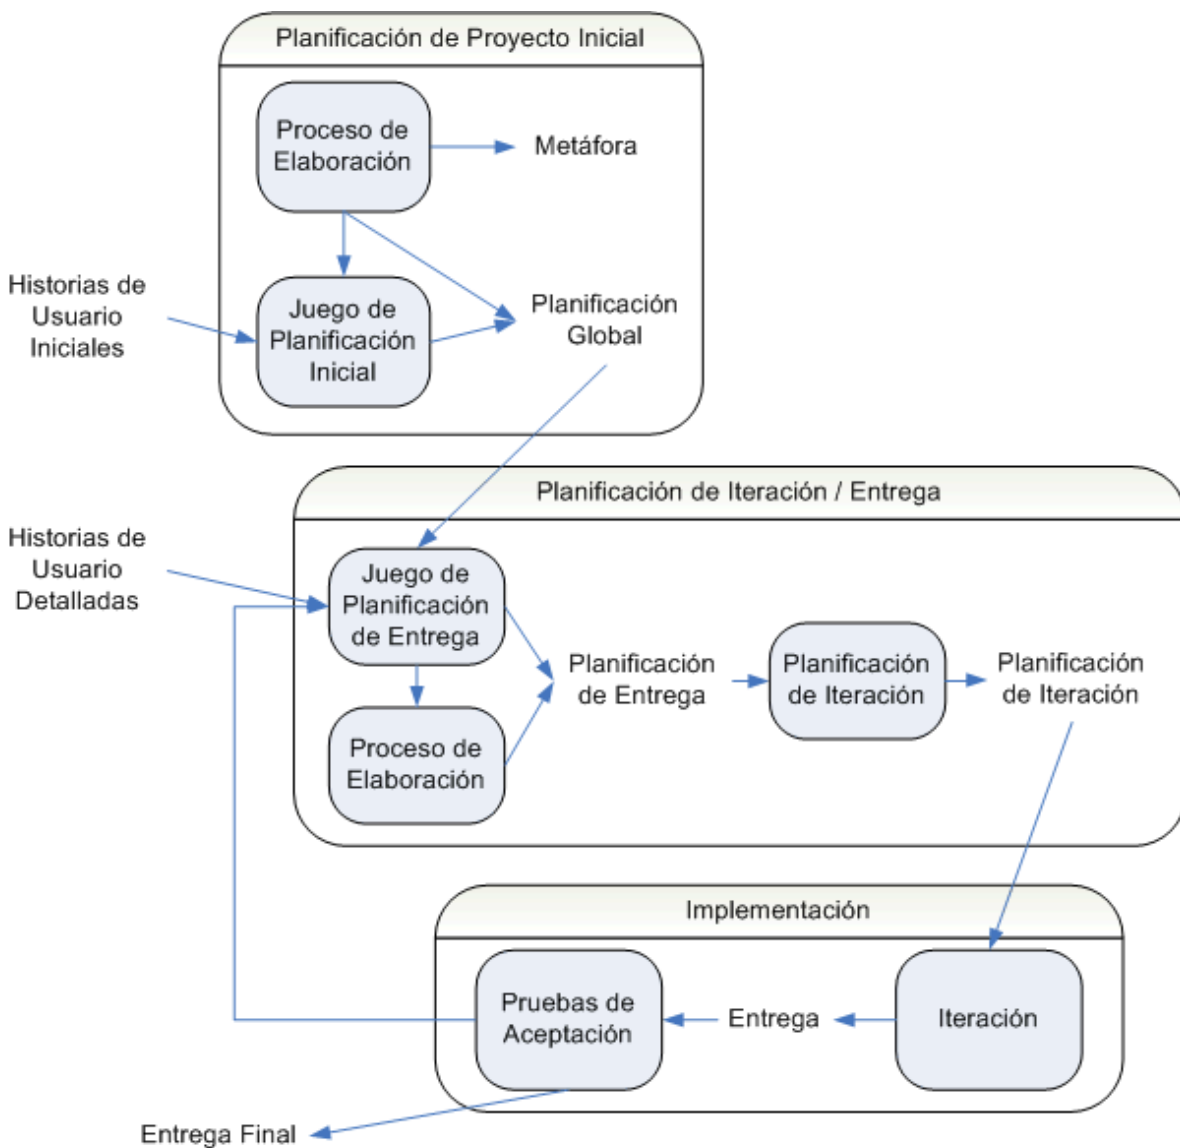 Planificación de Proyecto Inicial
Proceso de
Elaboración
Metáfora
Historias de
Usuario
Iniciales
Juego de
Planificación
Inicial
Planificación
Global
Planificación de Iteración / Entrega
Historias de
Usuario
Detalladas
Juego de
Planificación
de Entrega
Proceso de
Elaboración
Planificación
de Entrega
Planificación
de Iteración
Planificación
de Iteración
Implementación
Pruebas de
Aceptación
Entrega
Iteración
Entrega Final